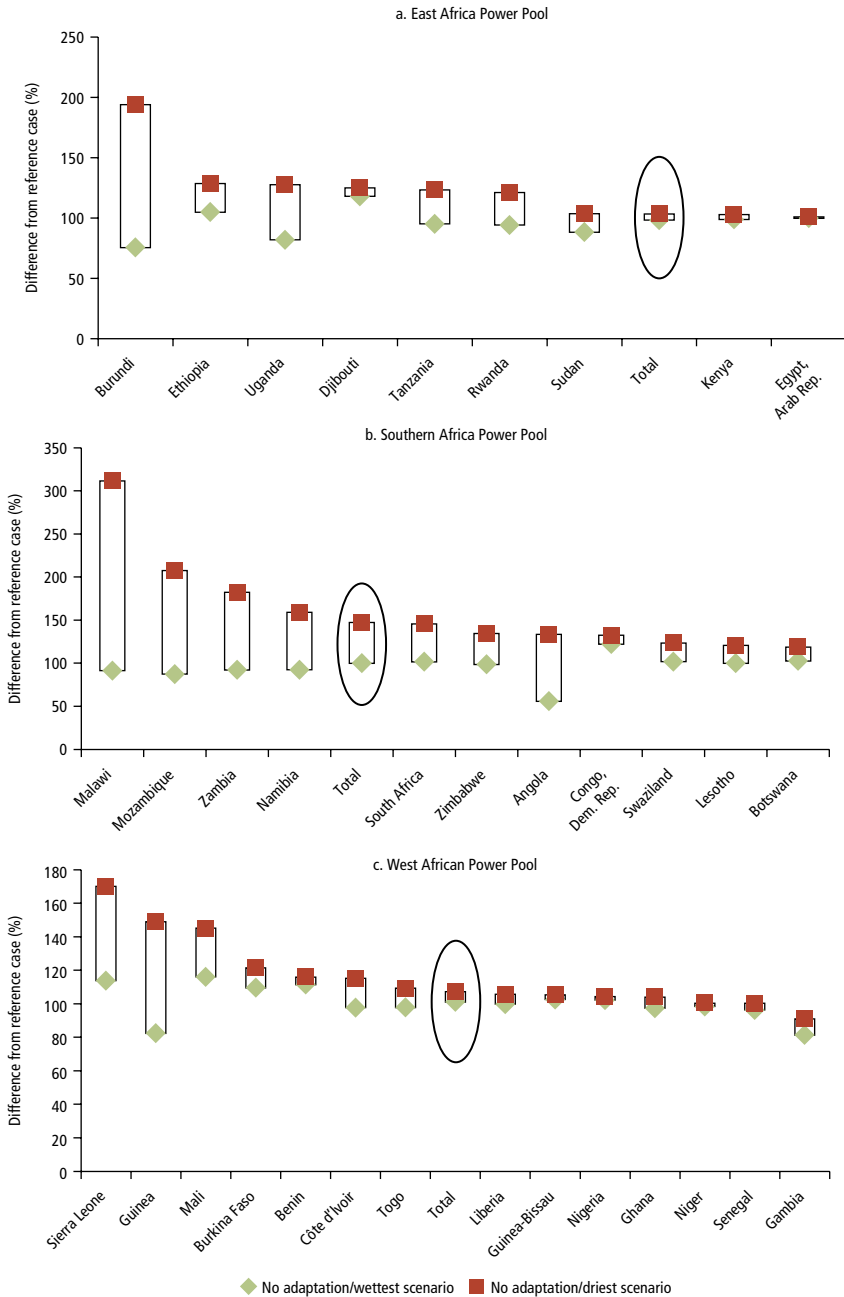 a. East Africa Power Pool
Difference from reference case (%)
250
200
150
100
50
0
Burundi
Ethiopia
Uganda
Djibouti
Tanzania
Rwanda
Sudan
Total
Kenya
Egypt,
Arab Rep.
b. Southern Africa Power Pool
Difference from reference case (%)
350
300
250
200
150
100
50
0
Malawi
Mozambique
Zambia
Namibia
Total
South Africa
Zimbabwe
Angola
Congo,
Dem. Rep.
Swaziland
Lesotho
Botswana
c. West African Power Pool
Difference from reference case (%)
180
160
140
120
100
80
60
40
20
0
Sierra Leone
Guinea
Mali
Burkina Faso
Benin
Côte d'Ivoir
Togo
Total
Liberia
Guinea-Bissau
Nigeria
Ghana
Niger
Senegal
Gambia
No adaptation/wettest scenario No adaptation/driest scenario